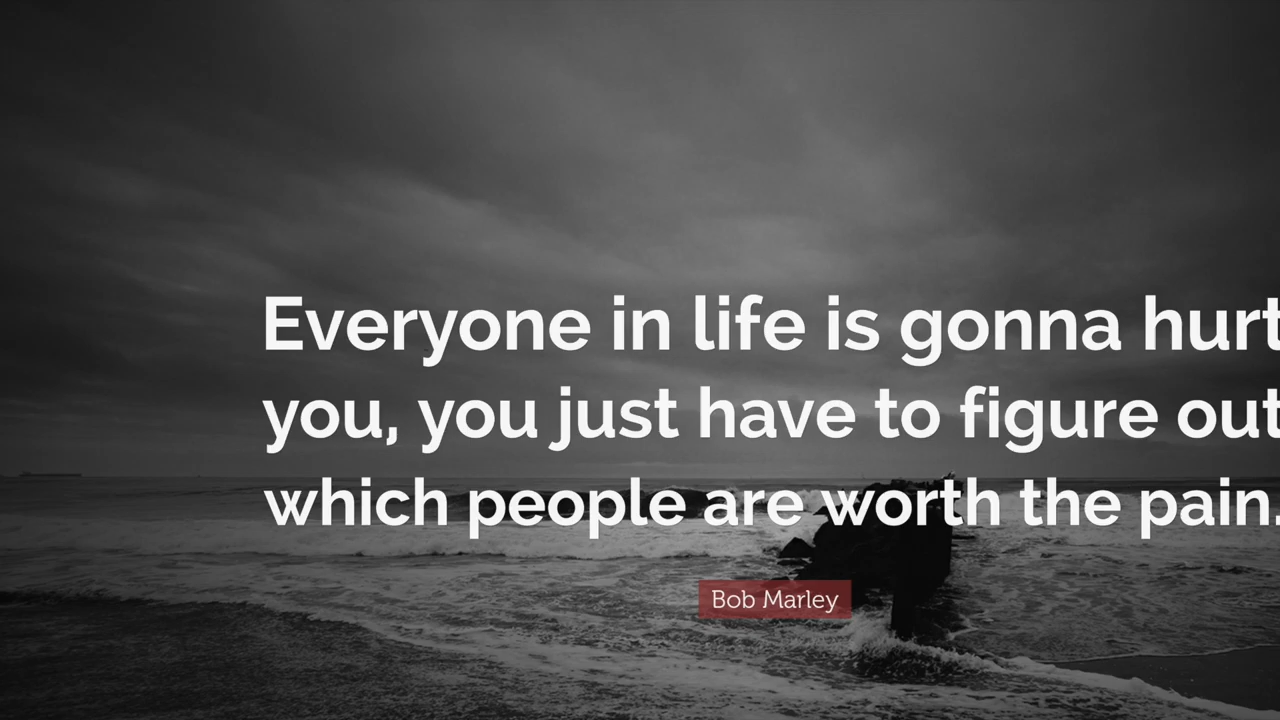 Everyone in life is gonna hurt
you, you just have to figure out
which people are worth the pain.
Bob Marley